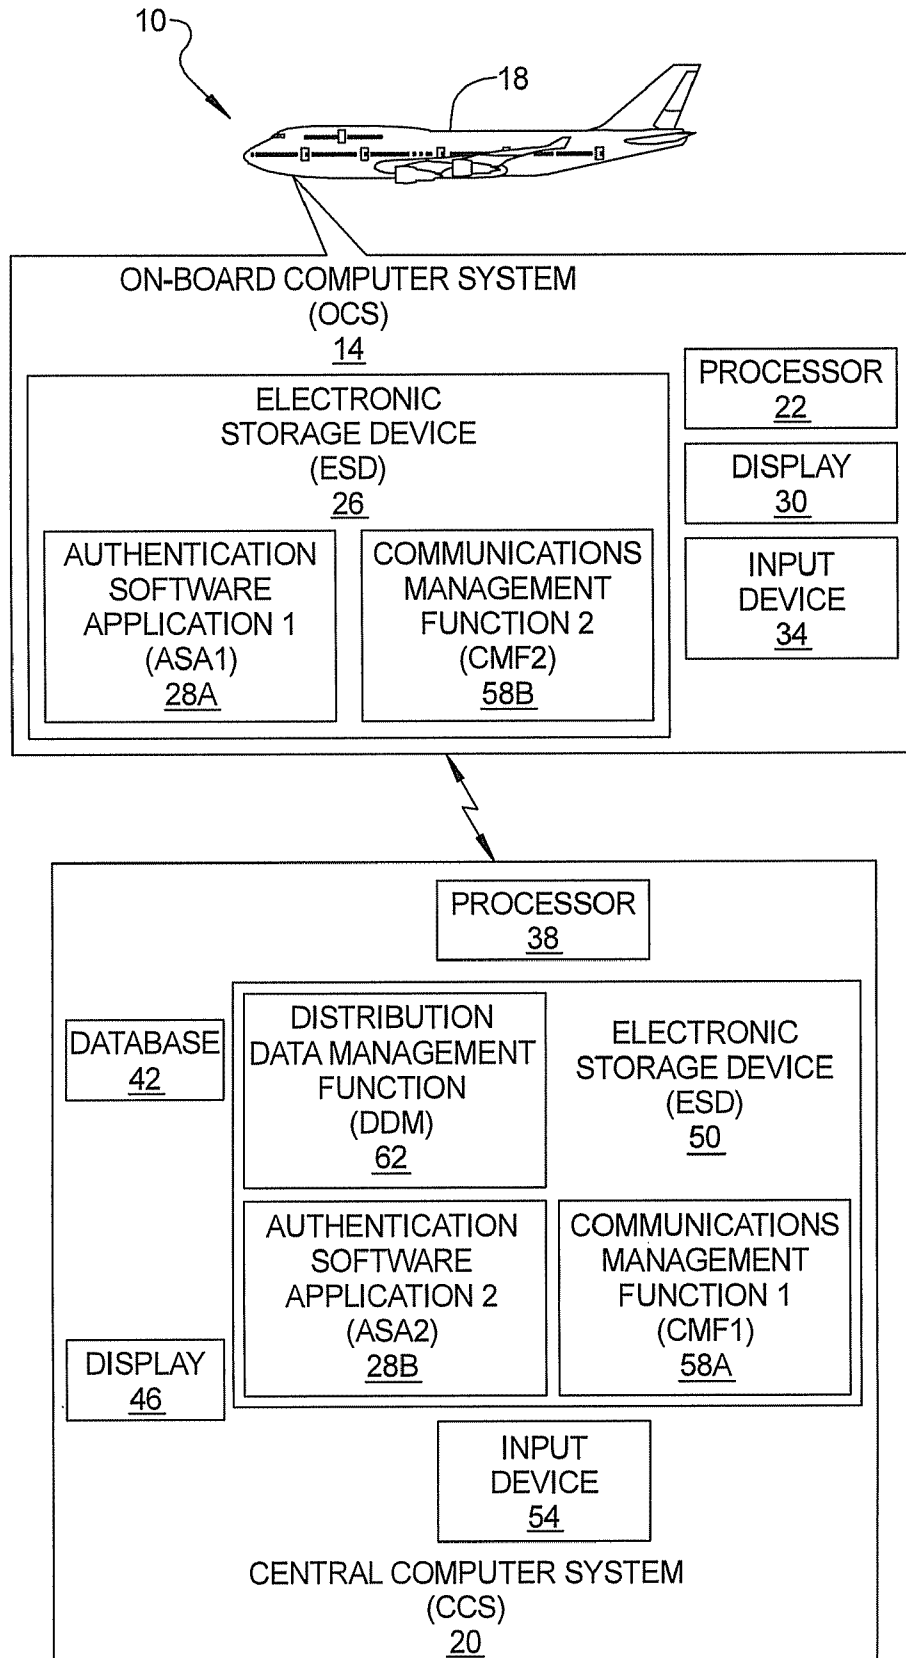 10
18
ON-BOARD COMPUTER SYSTEM
(OCS)
14
ELECTRONIC
STORAGE DEVICE
(ESD)
26
AUTHENTICATION
SOFTWARE
APPLICATION 1
(ASA1)
28A
COMMUNICATIONS
MANAGEMENT
FUNCTION 2
(CMF2)
58B
PROCESSOR
22
DISPLAY
30
INPUT
DEVICE
34
PROCESSOR
38
DATABASE
42
DISTRIBUTION
DATA MANAGEMENT
FUNCTION
(DDM)
62
ELECTRONIC
STORAGE DEVICE
(ESD)
50
AUTHENTICATION
SOFTWARE
APPLICATION 2
(ASA2)
28B
COMMUNICATIONS
MANAGEMENT
FUNCTION 1
(CMF1)
58A
DISPLAY
46
INPUT
DEVICE
54
CENTRAL COMPUTER SYSTEM
(CCS)
20